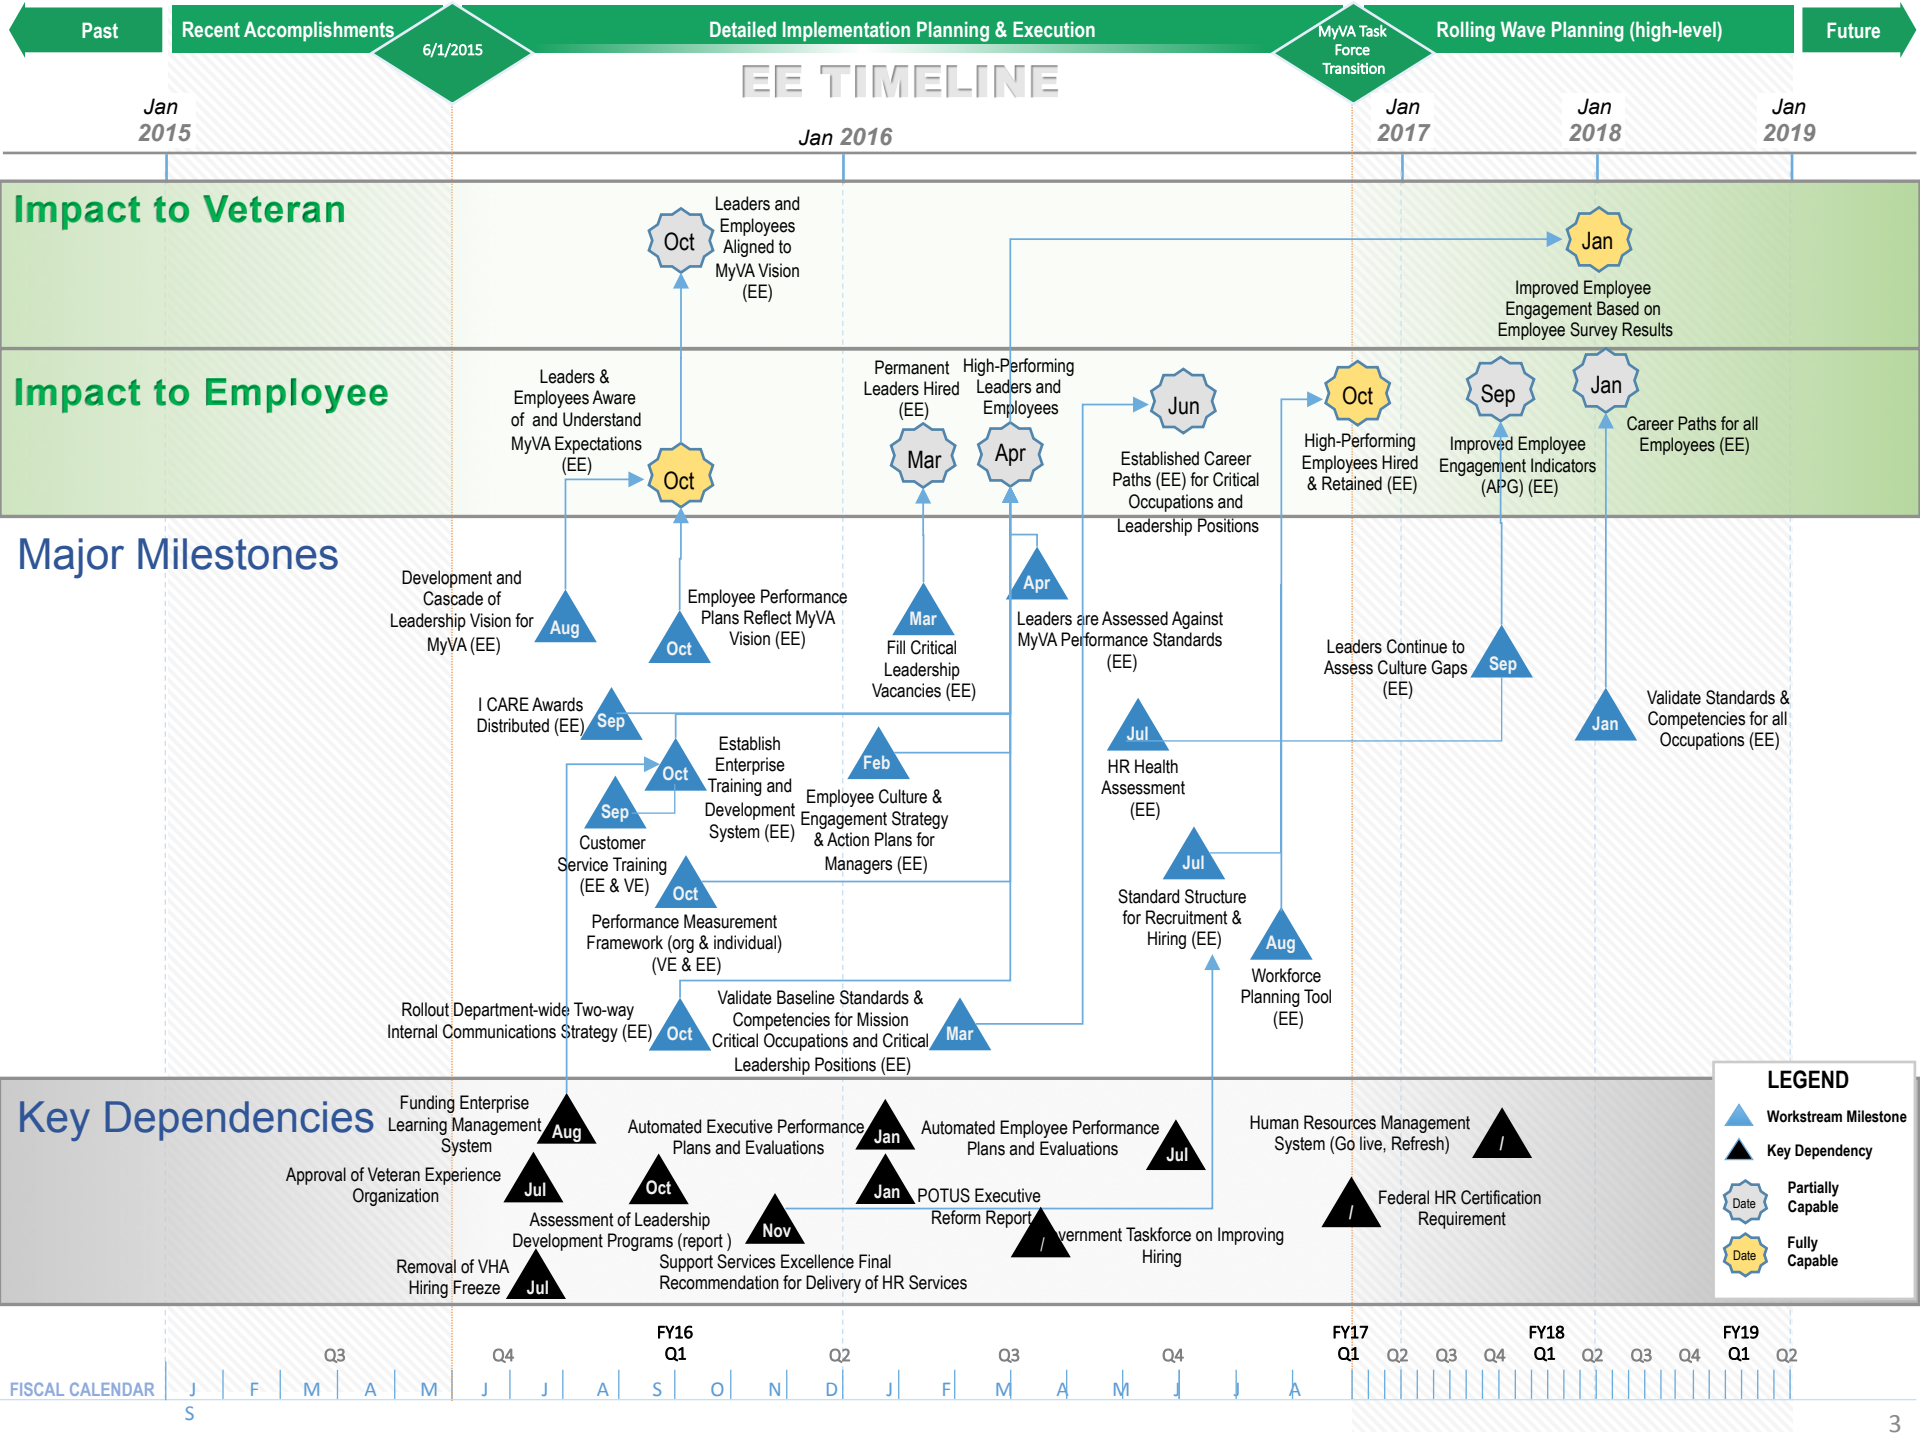 Past
Recent Accomplishments
6/1/2015
Detailed Implementation Planning & Execution
MyVA Task
Force
Transition
Rolling Wave Planning (high-level)
Future
EE TIMELINE
Jan
2015
Jan 2016
Jan
2017
Jan
2018
Jan
2019
Impact to Veteran
Oct
Leaders and
Employees
Aligned to
MyVA Vision
(EE)
Jan
Improved Employee
Engagement Based on
Employee Survey Results
Impact to Employee
Leaders &
Employees Aware
of and Understand
MyVA Expectations
(EE)
Oct
Permanent
Leaders Hired
(EE)
Mar
High-Performing
Leaders and
Employees
Apr
Jun
Established Career
Paths (EE) for Critical
Occupations and
Leadership Positions
Oct
High-Performing
Employees Hired
& Retained (EE)
Sep
Improved Employee
Engagement Indicators
(APG) (EE)
Jan
Career Paths for all
Employees (EE)
Major Milestones
Development and
Cascade of
Leadership Vision for
MyVA (EE)
Aug
Oct
Employee Performance
Plans Reflect MyVA
Vision (EE)
Mar
Fill Critical
Leadership
Vacancies (EE)
Apr
Leaders are Assessed Against
MyVA Performance Standards
(EE)
Leaders Continue to
Assess Culture Gaps
(EE)
Sep
I CARE Awards
Distributed (EE)
Sep
Oct
Establish
Enterprise
Training and
Development
System (EE)
Feb
Employee Culture &
Engagement Strategy
& Action Plans for
Managers (EE)
Jul
HR Health
Assessment
(EE)
Jan
Validate Standards &
Competencies for all
Occupations (EE)
Sep
Customer
Service Training
(EE & VE)
Oct
Performance Measurement
Framework (org & individual)
(VE & EE)
Jul
Standard Structure
for Recruitment &
Hiring (EE)
Aug
Workforce
Planning Tool
(EE)
Rollout Department-wide Two-way
Internal Communications Strategy (EE)
Oct
Validate Baseline Standards &
Competencies for Mission
Critical Occupations and Critical
Leadership Positions (EE)
Mar
Key Dependencies
Funding Enterprise
Learning Management
System
Aug
Automated Executive Performance
Plans and Evaluations
Jan
Automated Employee Performance
Plans and Evaluations
Jul
Human Resources Management
System (Go live, Refresh)
/
Approval of Veteran Experience
Organization
Jul
Oct
Assessment of Leadership
Development Programs (report )
Jan
POTUS Executive
Reform Report
/
Federal HR Certification
Requirement
Nov
Support Services Excellence Final
Recommendation for Delivery of HR Services
/
vernment Taskforce on Improving
Hiring
Removal of VHA
Hiring Freeze
Jul
LEGEND
Workstream Milestone
Key Dependency
Date
Partially
Capable
Date
Fully
Capable
FY16
FY17
FY18
FY19
Q3 Q4 Q1 Q2 Q3 Q4 Q1 Q2 Q3 Q4 Q1 Q2 Q3 Q4 Q1 Q2
FISCAL CALENDAR J F M A M J J A S O N D J F M A M J J A
S
3